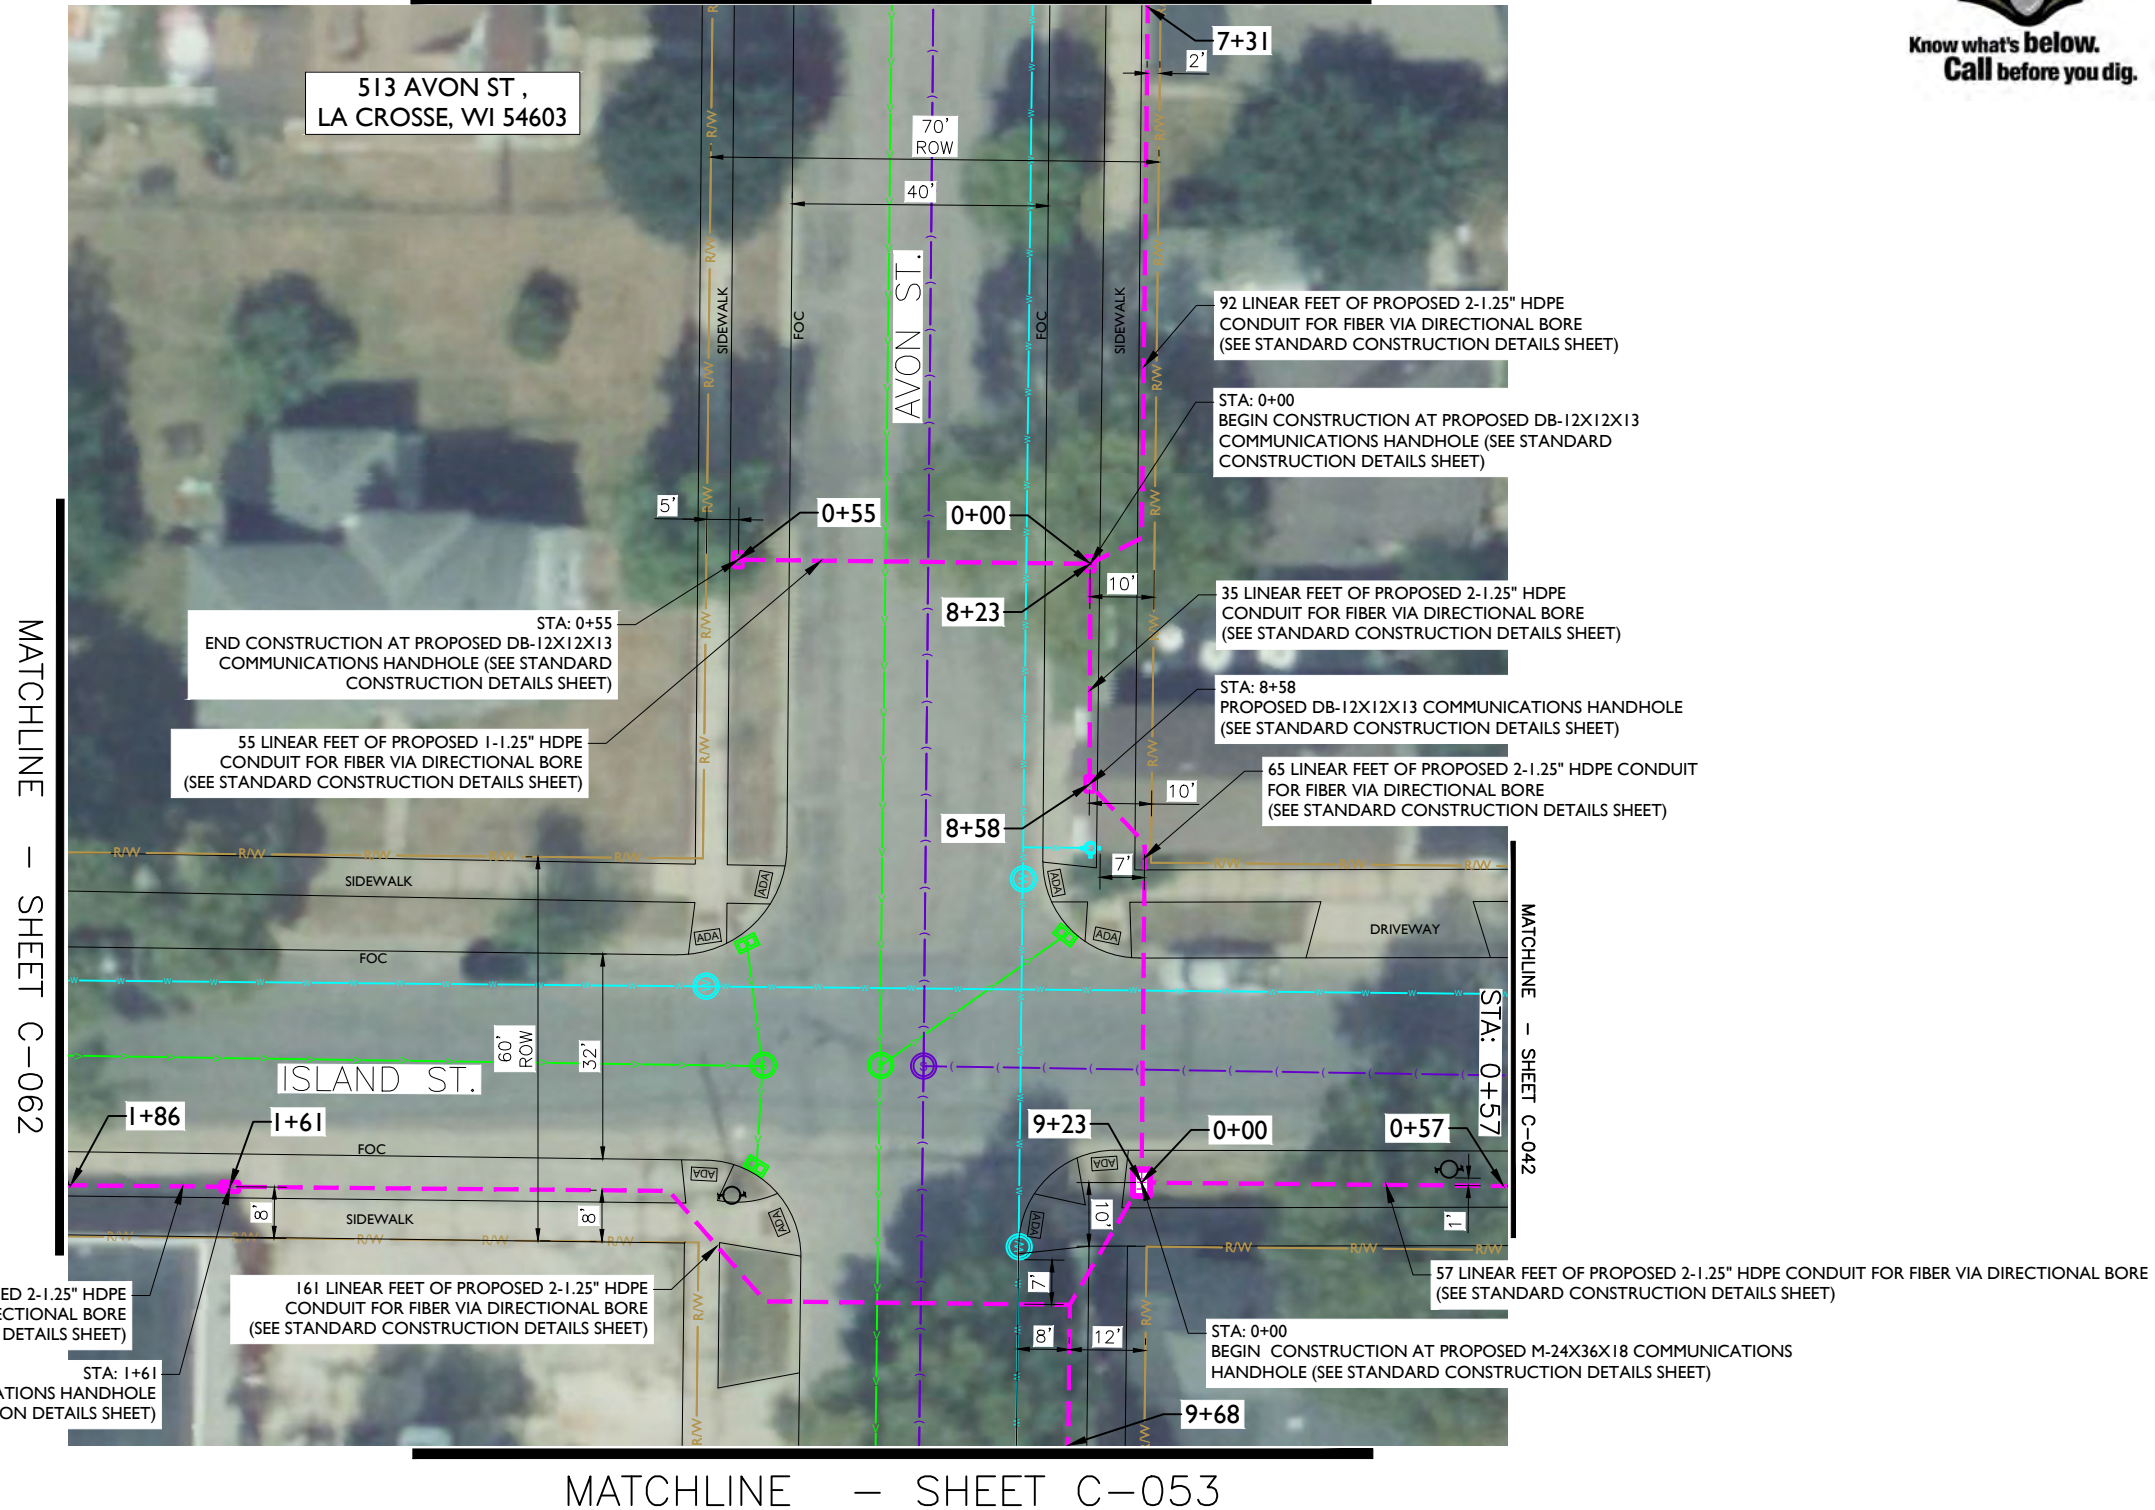 Know what's below.
Call before you dig.
513 AVON ST ,
LA CROSSE, WI 54603
7+31
2'
70'
ROW
40'
AVON ST.
SIDEWALK
FOC
FOC
SIDEWALK
R/W
92 LINEAR FEET OF PROPOSED 2-1.25" HDPE
CONDUIT FOR FIBER VIA DIRECTIONAL BORE
(SEE STANDARD CONSTRUCTION DETAILS SHEET)
STA: 0+00
BEGIN CONSTRUCTION AT PROPOSED DB-12X12X13
COMMUNICATIONS HANDHOLE (SEE STANDARD
CONSTRUCTION DETAILS SHEET)
5'
0+55
0+00
10'
8+23
35 LINEAR FEET OF PROPOSED 2-1.25" HDPE
CONDUIT FOR FIBER VIA DIRECTIONAL BORE
(SEE STANDARD CONSTRUCTION DETAILS SHEET)
STA: 0+55
END CONSTRUCTION AT PROPOSED DB-12X12X13
COMMUNICATIONS HANDHOLE (SEE STANDARD
CONSTRUCTION DETAILS SHEET)
STA: 8+58
PROPOSED DB-12X12X13 COMMUNICATIONS HANDHOLE
(SEE STANDARD CONSTRUCTION DETAILS SHEET)
55 LINEAR FEET OF PROPOSED 1-1.25" HDPE
CONDUIT FOR FIBER VIA DIRECTIONAL BORE
(SEE STANDARD CONSTRUCTION DETAILS SHEET)
65 LINEAR FEET OF PROPOSED 2-1.25" HDPE CONDUIT
FOR FIBER VIA DIRECTIONAL BORE
(SEE STANDARD CONSTRUCTION DETAILS SHEET)
10'
8+58
7'
MATCHLINE – SHEET C-062
R/W R/W R/W R/W R/W
R/W R/W R/W
SIDEWALK
ADA
ADA
ADA
ADA
DRIVEWAY
FOC
MATCHLINE – SHEET C-042
STA: 0+57
60'
ROW
32'
ISLAND ST.
1+86
1+61
9+23
0+00
0+57
FOC
ADA
ADA
ADA
ADA
8'
8'
10'
1'
SIDEWALK
R/W R/W R/W R/W R/W
R/W R/W R/W
7'
57 LINEAR FEET OF PROPOSED 2-1.25" HDPE CONDUIT FOR FIBER VIA DIRECTIONAL BORE
(SEE STANDARD CONSTRUCTION DETAILS SHEET)
ED 2-1.25" HDPE
ECTIONAL BORE
DETAILS SHEET)
161 LINEAR FEET OF PROPOSED 2-1.25" HDPE
CONDUIT FOR FIBER VIA DIRECTIONAL BORE
(SEE STANDARD CONSTRUCTION DETAILS SHEET)
8'
12'
STA: 0+00
BEGIN CONSTRUCTION AT PROPOSED M-24X36X18 COMMUNICATIONS
HANDHOLE (SEE STANDARD CONSTRUCTION DETAILS SHEET)
STA: 1+61
ATIONS HANDHOLE
ON DETAILS SHEET)
9+68
MATCHLINE – SHEET C-053